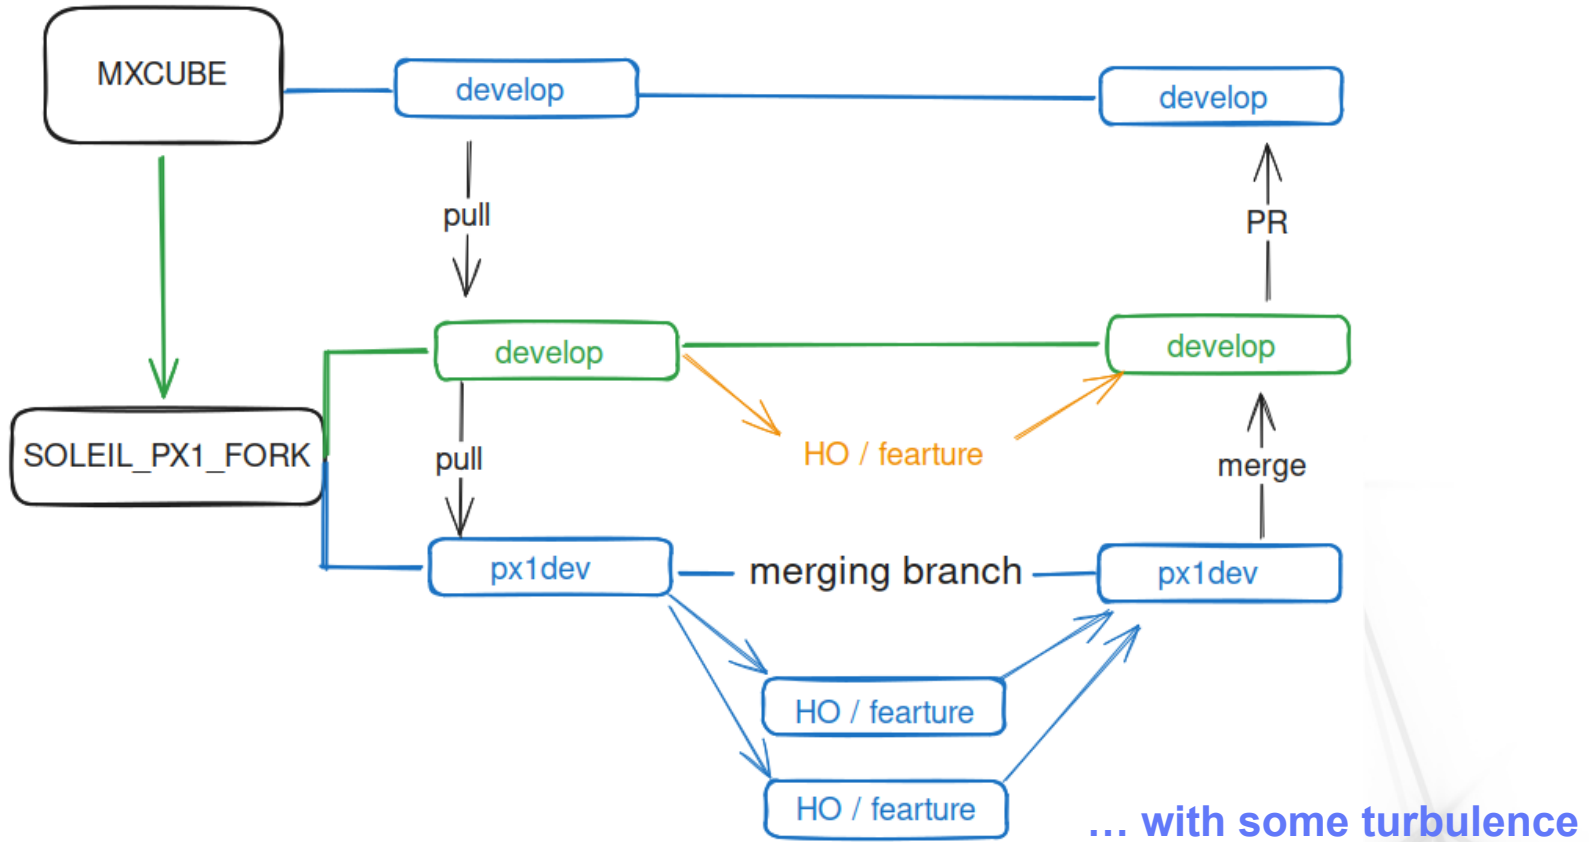 MXCUBE
develop
develop
pull
PR
develop
develop
SOLEIL_PX1_FORK
pull
HO / fearture
merge
px1dev
merging branch
px1dev
HO / fearture
HO / fearture
... with some turbulence